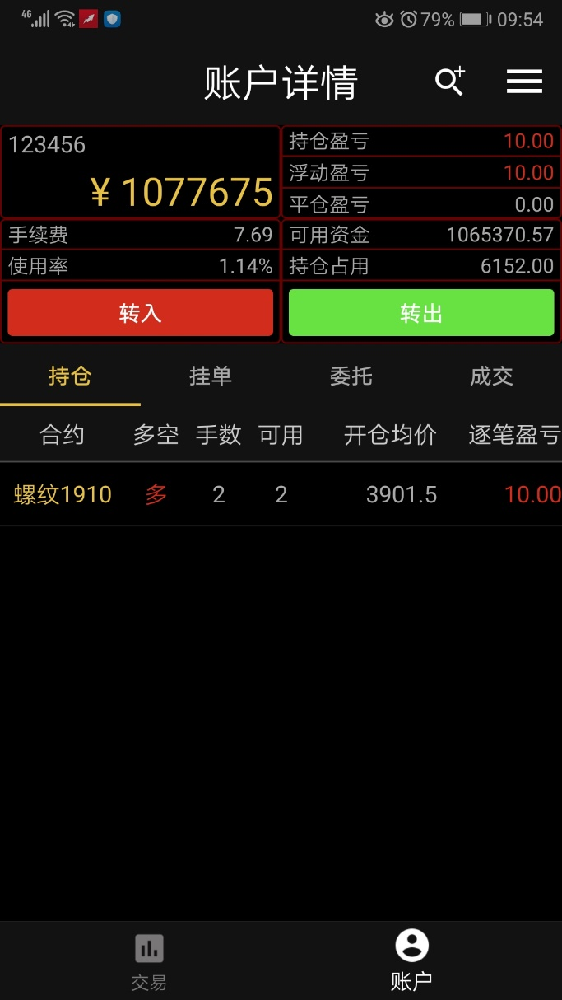 4G 79% 09:54
账户详情
123456
¥ 1077675
持仓盈亏 10.00
浮动盈亏 10.00
平仓盈亏 0.00
手续费 7.69 可用资金 1065370.57
使用率 1.14% 持仓占用 6152.00
转入 转出
持仓 挂单 委托 成交
合约 多空 手数 可用 开仓均价 逐笔盈亏
螺纹1910 多 2 2 3901.5 10.00
交易 账户